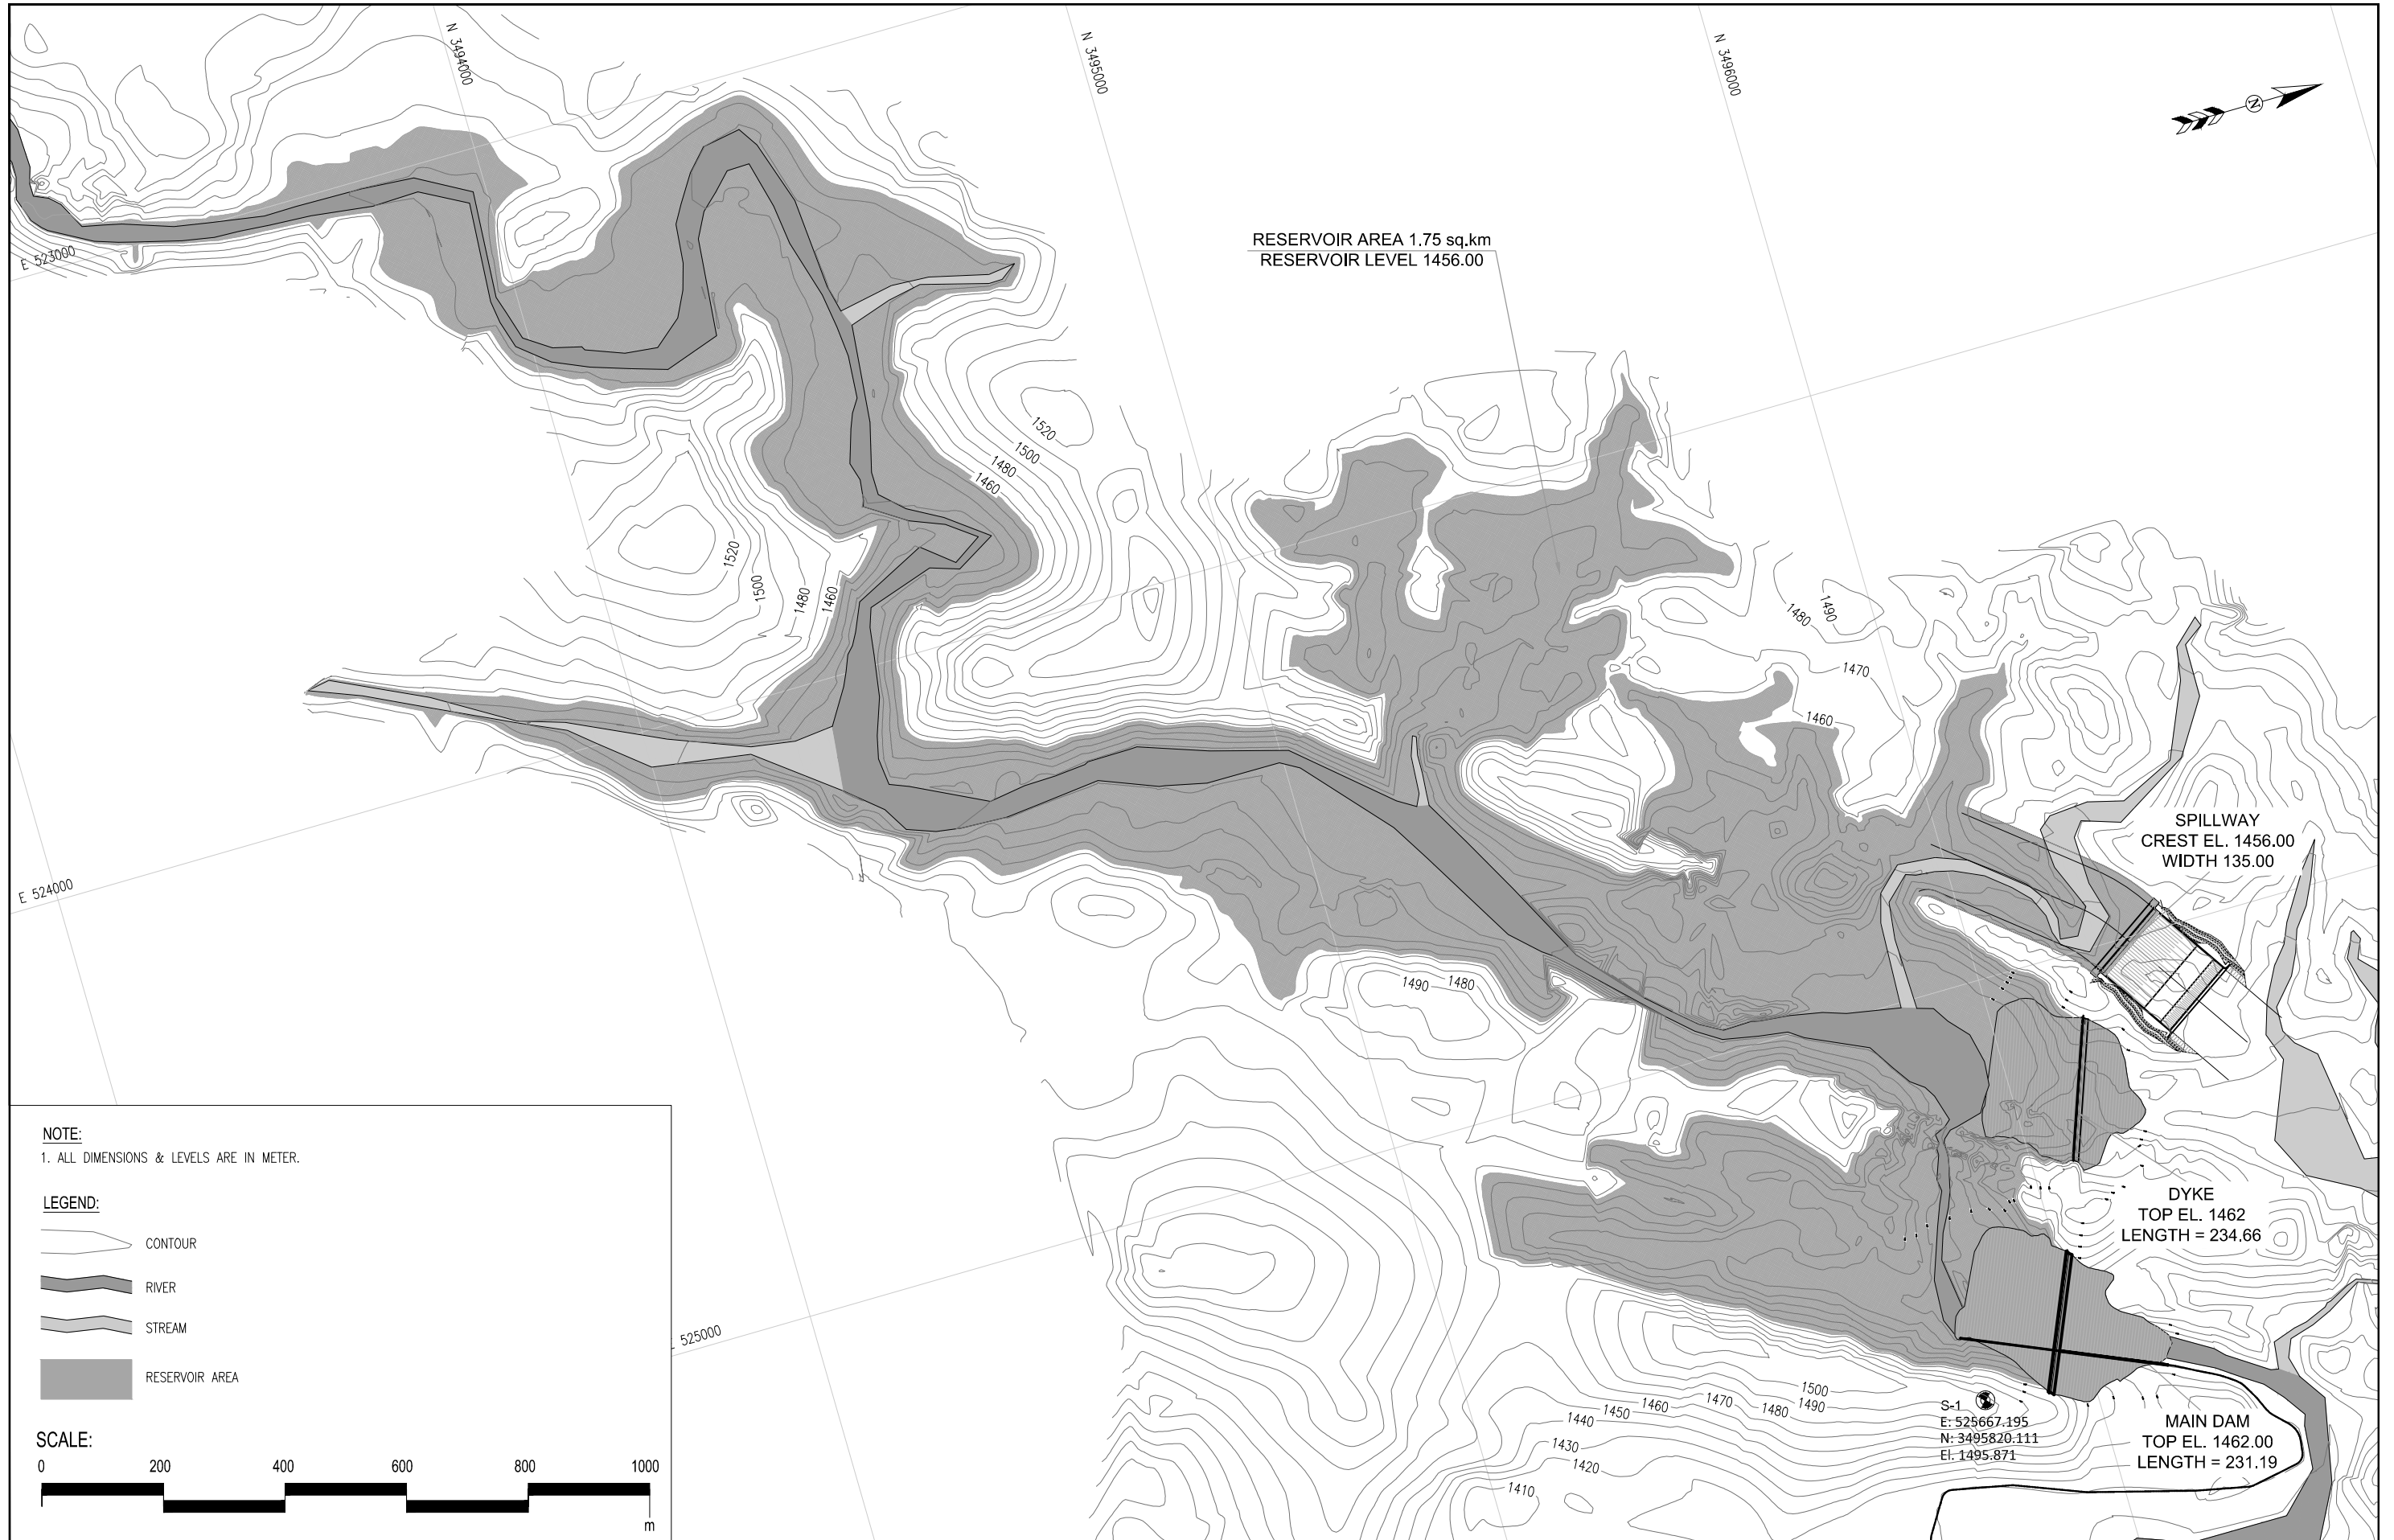 N 3494000
N 3495000
N 3496000
N
E 523000
RESERVOIR AREA 1.75 sq.km
RESERVOIR LEVEL 1456.00
1520
1500
1480
1460
1520
1500
1480
1460
1490
1480
1470
1460
SPILLWAY
CREST EL. 1456.00
WIDTH 135.00
E 524000
1490
1480
DYKE
TOP EL. 1462
LENGTH = 234.66
525000
1500
1490
1480
1470
1460
1450
1440
1430
1420
1410
S-1
E: 525667.195
N: 3495820.111
El. 1495.871
MAIN DAM
TOP EL. 1462.00
LENGTH = 231.19
NOTE:
1. ALL DIMENSIONS & LEVELS ARE IN METER.
LEGEND:
CONTOUR
RIVER
STREAM
RESERVOIR AREA
SCALE:
0 200 400 600 800 1000
m